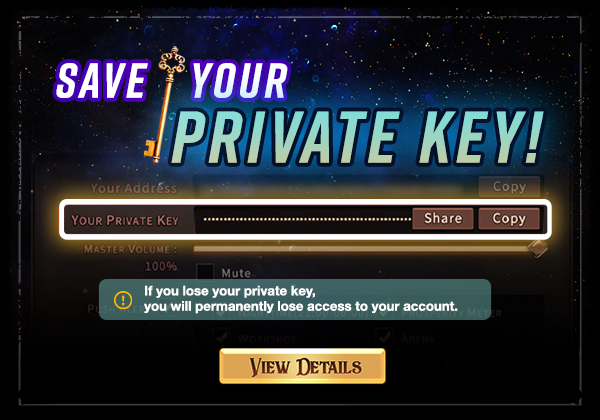 SAVE YOUR
PRIVATE KEY!
Your Address
Copy
YOUR PRIVATE KEY
Share
Copy
MASTER VOLUME :
100%
Mute
If you lose your private key,
you will permanently lose access to your account.
WORKSHOP
ARENA
VIEW DETAILS